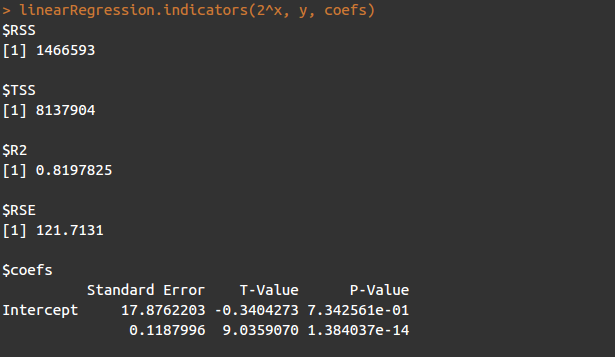 > linearRegression.indicators(2^x, y, coefs)
$RSS
[1] 1466593
$TSS
[1] 8137904
$R2
[1] 0.8197825
$RSE
[1] 121.7131
$coefs
Standard Error T-Value P-Value
Intercept 17.8762203 -0.3404273 7.342561e-01
0.1187996 9.0359070 1.384037e-14